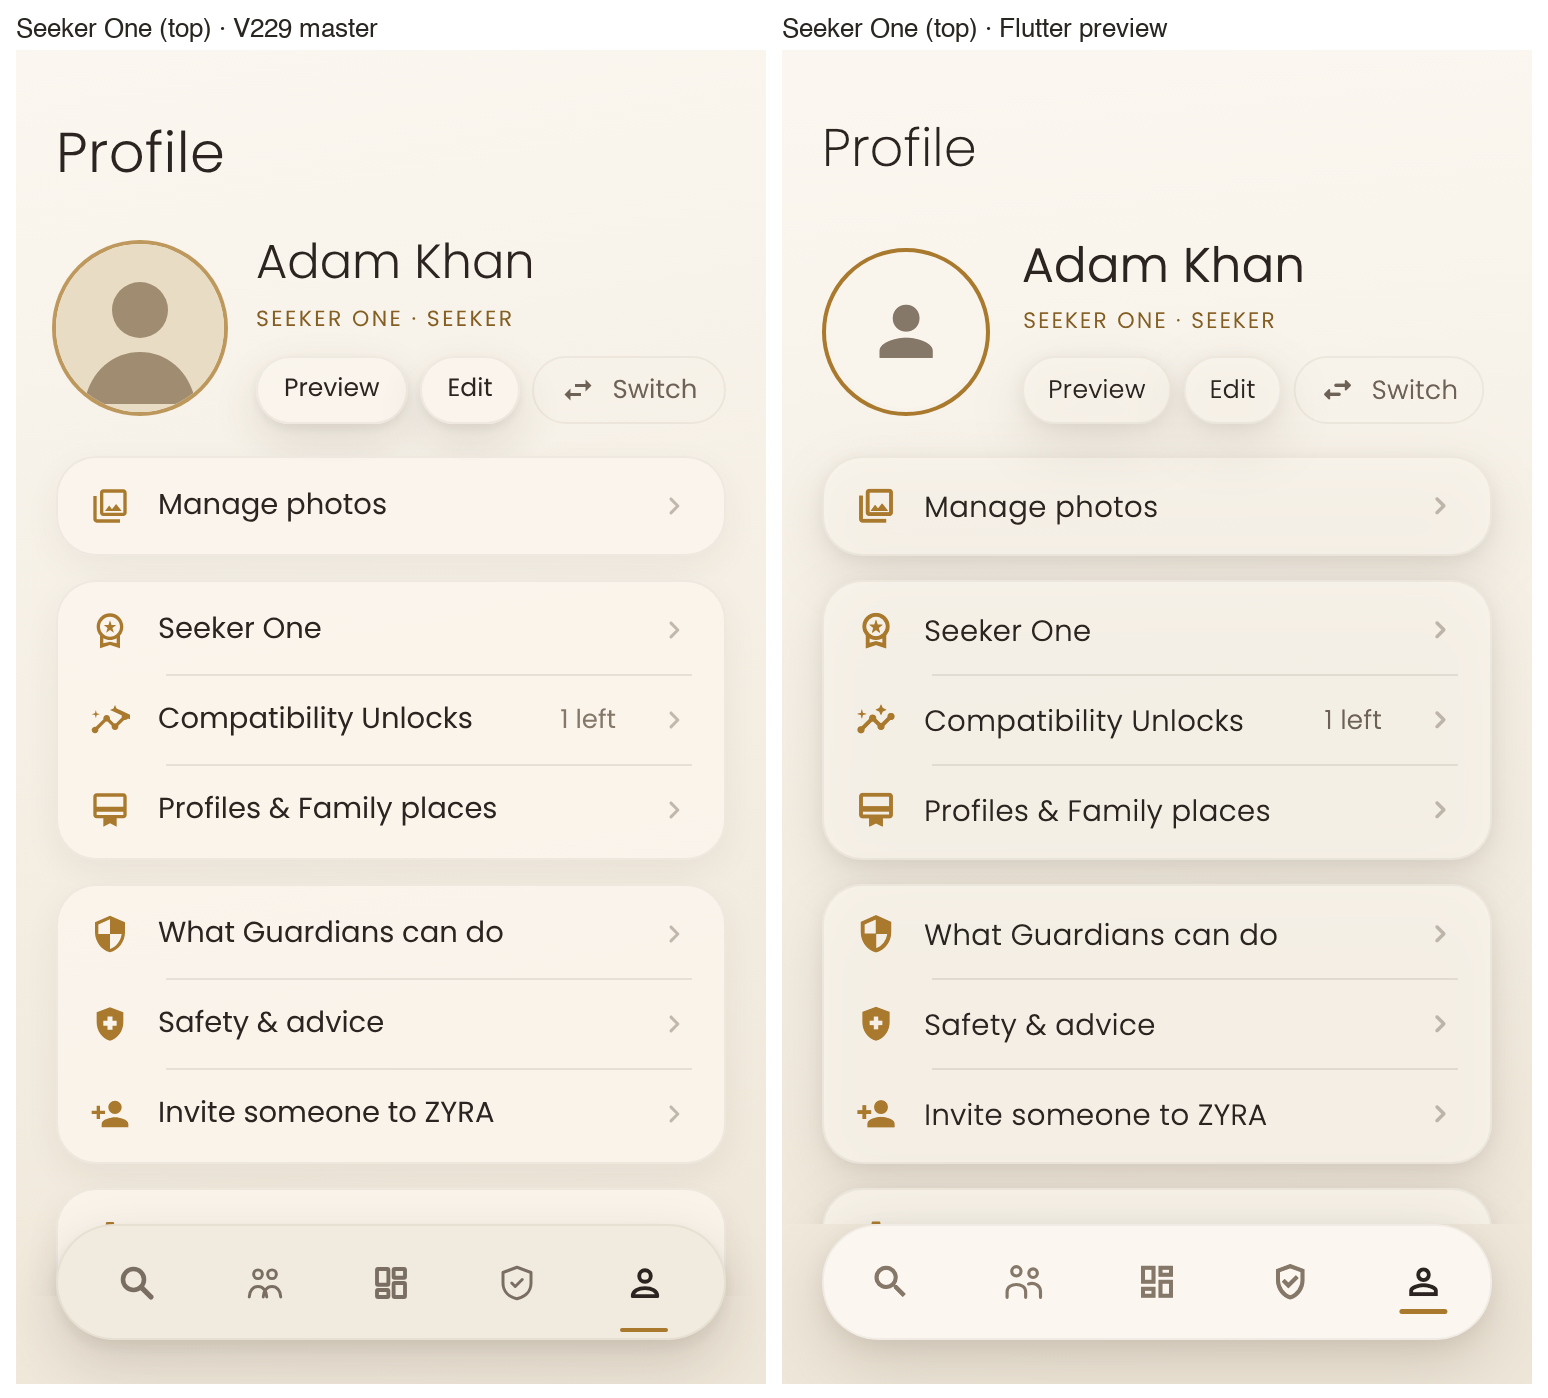 Seeker One (top) · V229 master
Profile
Adam Khan
SEEKER ONE · SEEKER
Preview
Edit
Switch
Manage photos
Seeker One
Compatibility Unlocks
1 left
Profiles & Family places
What Guardians can do
Safety & advice
Invite someone to ZYRA
Seeker One (top) · Flutter preview
Profile
Adam Khan
SEEKER ONE · SEEKER
Preview
Edit
Switch
Manage photos
Seeker One
Compatibility Unlocks
1 left
Profiles & Family places
What Guardians can do
Safety & advice
Invite someone to ZYRA